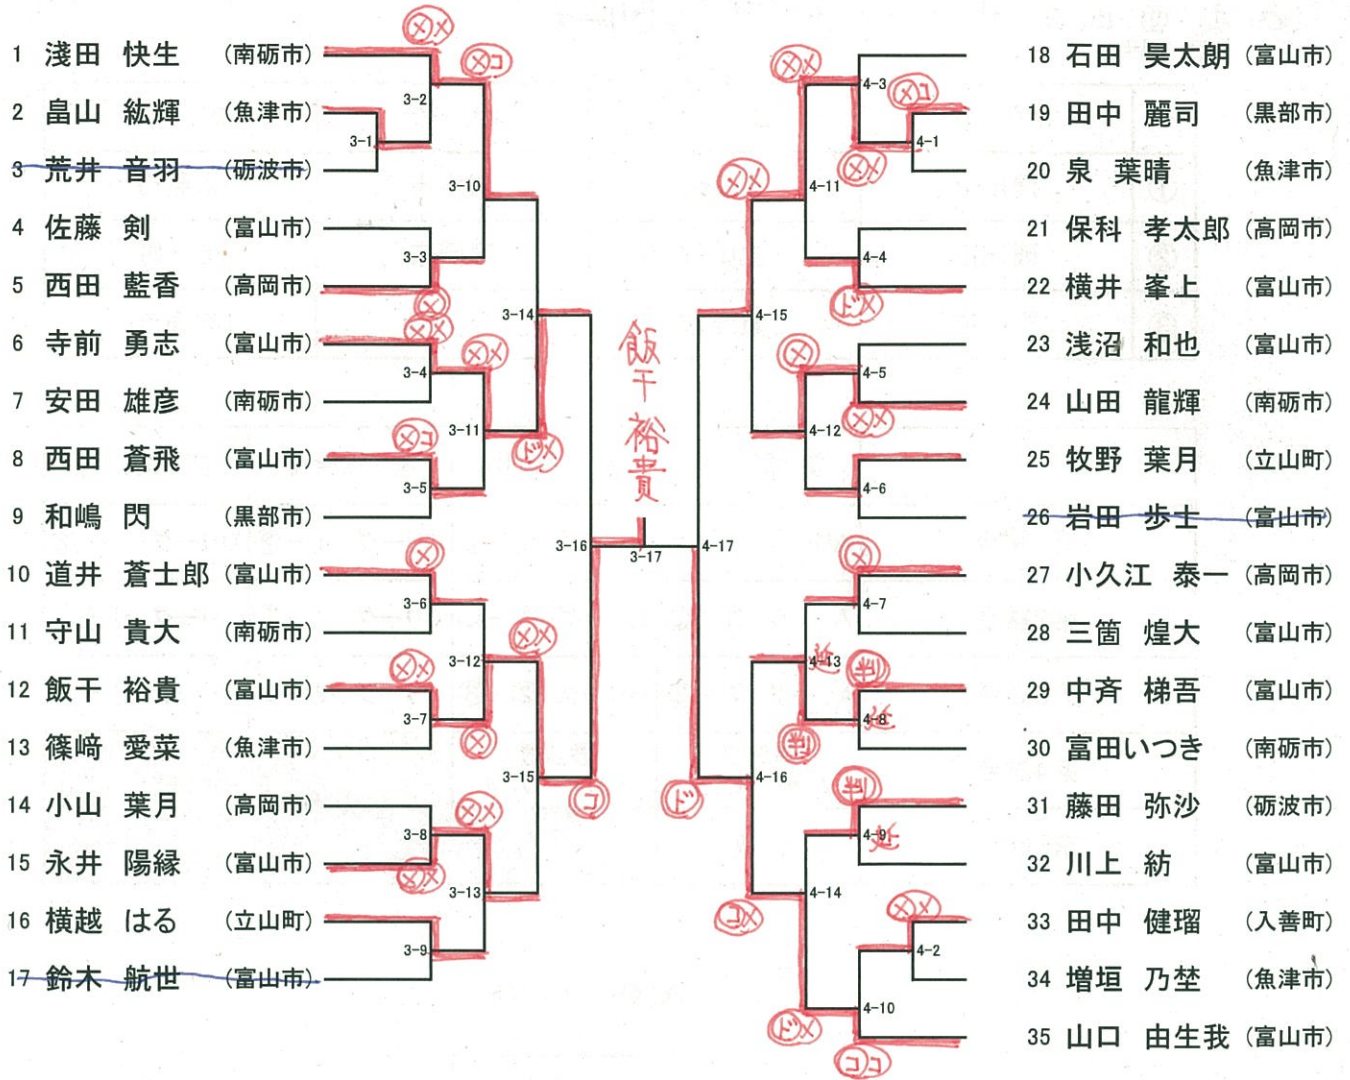 1 淺田 快生 (南砺市)
2 畠山 紘輝 (魚津市)
3 荒井 音羽 (砺波市)
4 佐藤 剣 (富山市)
5 西田 藍香 (高岡市)
6 寺前 勇志 (富山市)
7 安田 雄彦 (南砺市)
8 西田 蒼飛 (富山市)
9 和嶋 閃 (黒部市)
10 道井 蒼士郎 (富山市)
11 守山 貴大 (南砺市)
12 飯干 裕貴 (富山市)
13 篠﨑 愛菜 (魚津市)
14 小山 葉月 (高岡市)
15 永井 陽縁 (富山市)
16 横越 はる (立山町)
17 鈴木 航世 (富山市)
3-1
3-2
3-3
3-4
3-5
3-6
3-7
3-8
3-9
3-10
3-11
3-12
3-13
3-14
3-15
3-16
3-17
飯干裕貴
4-17
4-15
4-16
4-11
4-12
4-13
4-14
4-3
4-4
4-5
4-6
4-7
4-8
4-9
4-10
4-1
4-2
18 石田 昊太朗 (富山市)
19 田中 麗司 (黒部市)
20 泉 葉晴 (魚津市)
21 保科 孝太郎 (高岡市)
22 横井 峯上 (富山市)
23 浅沼 和也 (富山市)
24 山田 龍輝 (南砺市)
25 牧野 葉月 (立山町)
26 岩田 歩士 (富山市)
27 小久江 泰一 (高岡市)
28 三箇 煌大 (富山市)
29 中斉 梯吾 (富山市)
30 富田いつき (南砺市)
31 藤田 弥沙 (砺波市)
32 川上 紡 (富山市)
33 田中 健瑠 (入善町)
34 増垣 乃埜 (魚津市)
35 山口 由生我 (富山市)